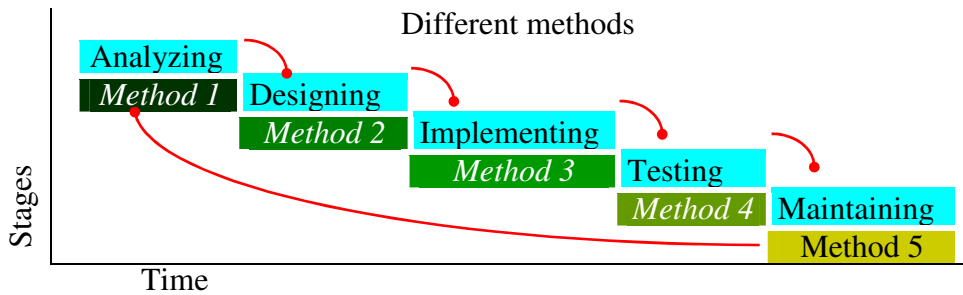 Different methods
Analyzing
Method 1
Designing
Method 2
Implementing
Method 3
Testing
Method 4
Maintaining
Method 5
Stages
Time